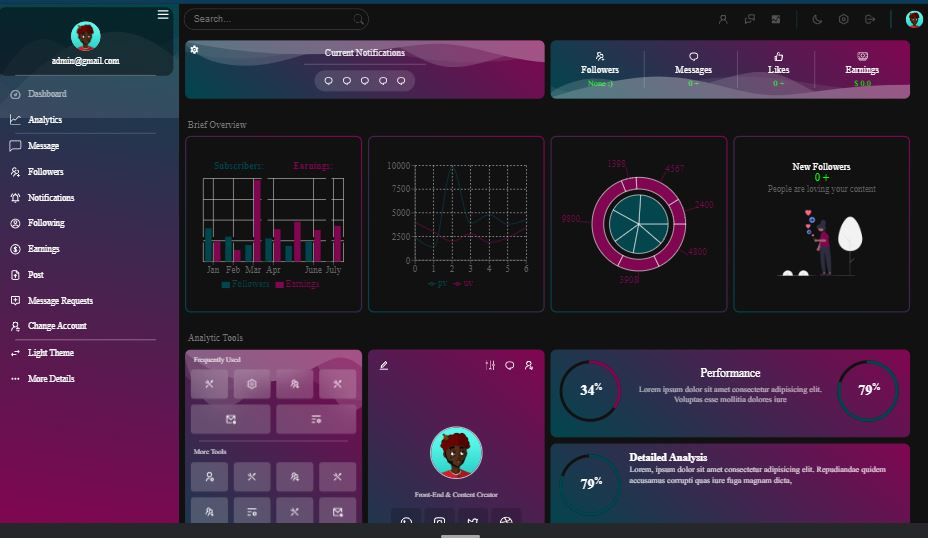 Search...
admin@gmail.com
Dashboard
Analytics
Message
Followers
Notifications
Following
Earnings
Post
Message Requests
Change Account
Light Theme
More Details
Current Notifications
Followers
None :)
Messages
0 +
Likes
0 +
Earnings
$ 0.0
Brief Overview
Subscribers: Earnings:
Jan Feb Mar Apr June July
Followers Earnings
10000
7500
5000
2500
0
0 1 2 3 4 5 6
pv uv
1398
4567
2400
9800
4800
3908
New Followers
0 +
People are loving your content
Analytic Tools
Frequently Used
More Tools
Front-End & Content Creator
34%
Performance
Lorem ipsum dolor sit amet consectetur adipisicing elit.
Voluptas esse mollitia dolores iure
79%
79%
Detailed Analysis
Lorem, ipsum dolor sit amet consectetur adipisicing elit. Repudiandae quidem
accusamus corrupti quas iure fuga magnam dicta,